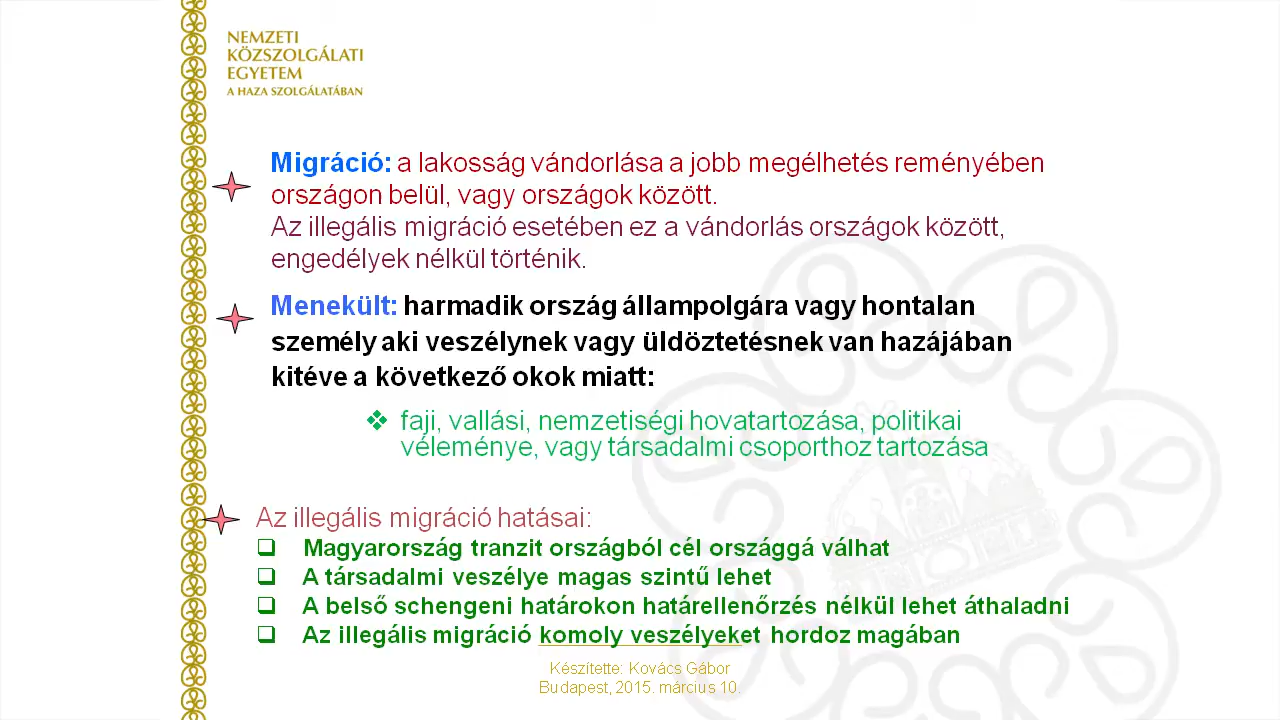 NEMZETI
KÖZSZOLGÁLATI
EGYETEM
A HAZA SZOLGÁLATÁBAN
Migráció: a lakosság vándorlása a jobb megélhetés reményében
országon belül, vagy országok között.
Az illegális migráció esetében ez a vándorlás országok között,
engedélyek nélkül történik.
Menekült: harmadik ország állampolgára vagy hontalan
személy aki veszélynek vagy üldöztetésnek van hazájában
kitéve a következő okok miatt:
❖ faji, vallási, nemzetiségi hovatartozása, politikai
véleménye, vagy társadalmi csoporthoz tartozása
Az illegális migráció hatásai:
❑ Magyarország tranzit országból cél országgá válhat
❑ A társadalmi veszélye magas szintű lehet
❑ A belső schengeni határokon határellenőrzés nélkül lehet áthaladni
❑ Az illegális migráció komoly veszélyeket hordoz magában
Készítette: Kovács Gábor
Budapest, 2015. március 10.